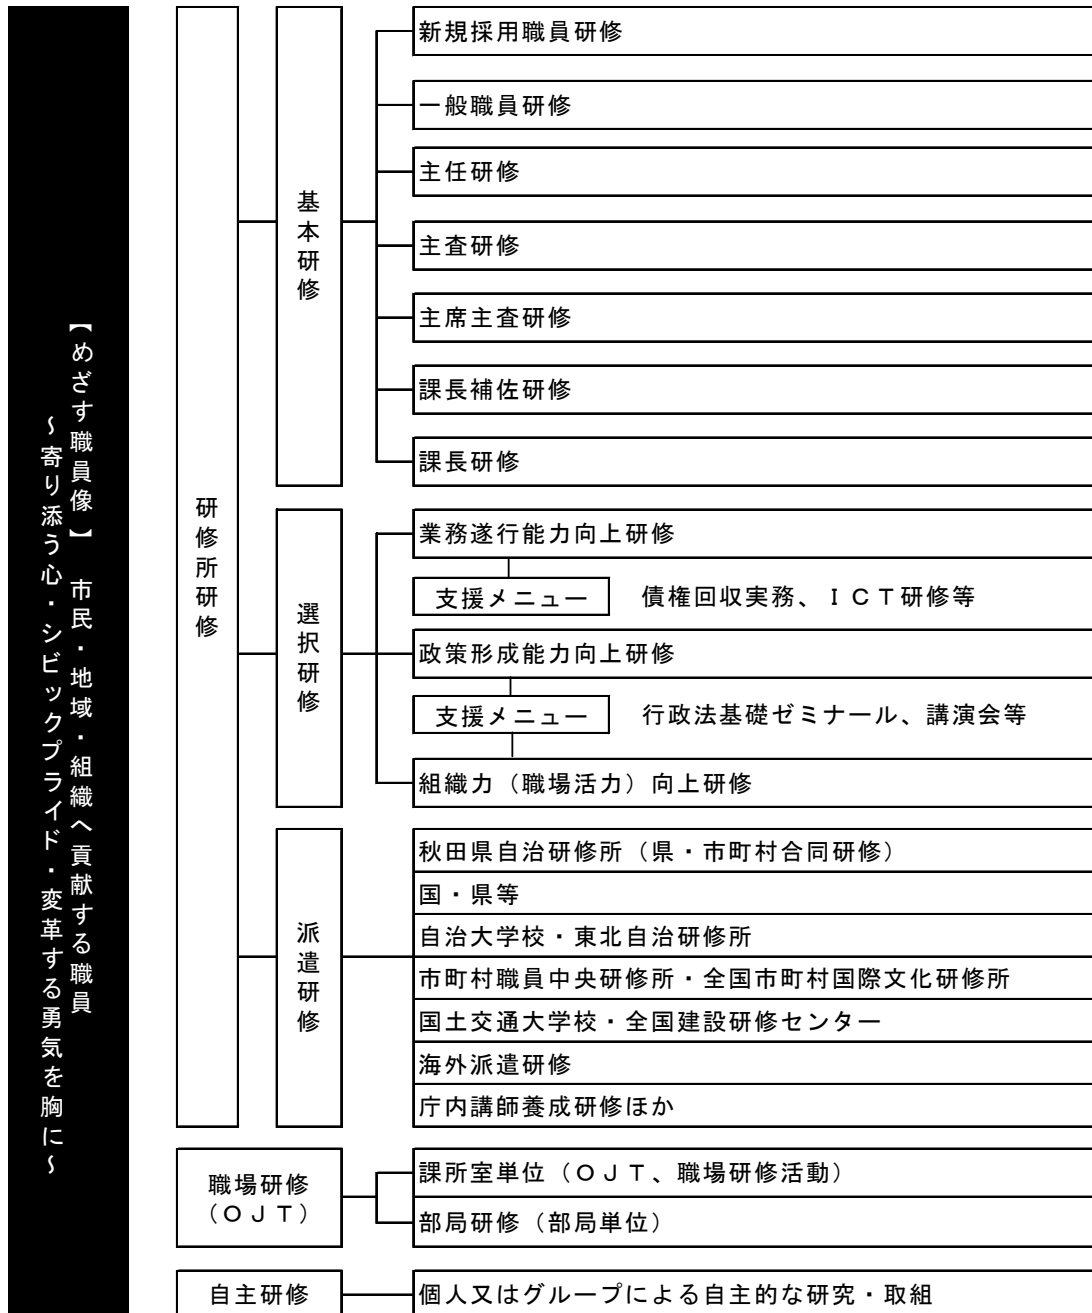 【めざす職員像】　市民・地域・組織へ貢献する職員
～寄り添う心・シビックプライド・変革する勇気を胸に～
研修所研修
基本研修
新規採用職員研修
一般職員研修
主任研修
主査研修
主席主査研修
課長補佐研修
課長研修
選択研修
業務遂行能力向上研修
支援メニュー　債権回収実務、ＩＣＴ研修等
政策形成能力向上研修
支援メニュー　行政法基礎ゼミナール、講演会等
組織力（職場活力）向上研修
派遣研修
秋田県自治研修所（県・市町村合同研修）
国・県等
自治大学校・東北自治研修所
市町村職員中央研修所・全国市町村国際文化研修所
国土交通大学校・全国建設研修センター
海外派遣研修
庁内講師養成研修ほか
職場研修
（ＯＪＴ）
課所室単位（ＯＪＴ、職場研修活動）
部局研修（部局単位）
自主研修
個人又はグループによる自主的な研究・取組